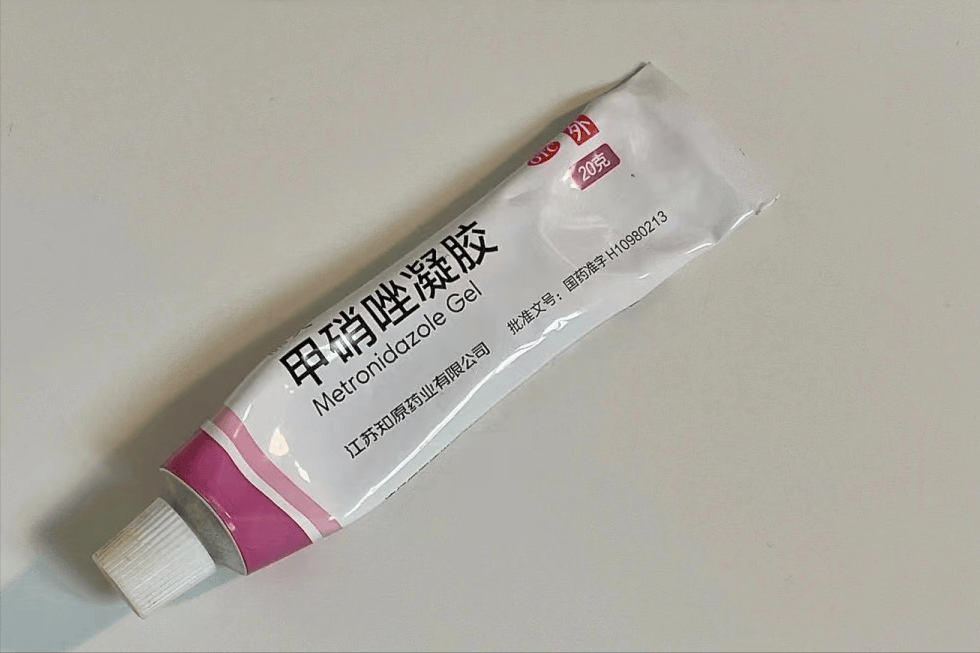 OTC 外
20克
甲硝唑凝胶
Metronidazole Gel
江苏知原药业有限公司
批准文号：国药准字H10980213